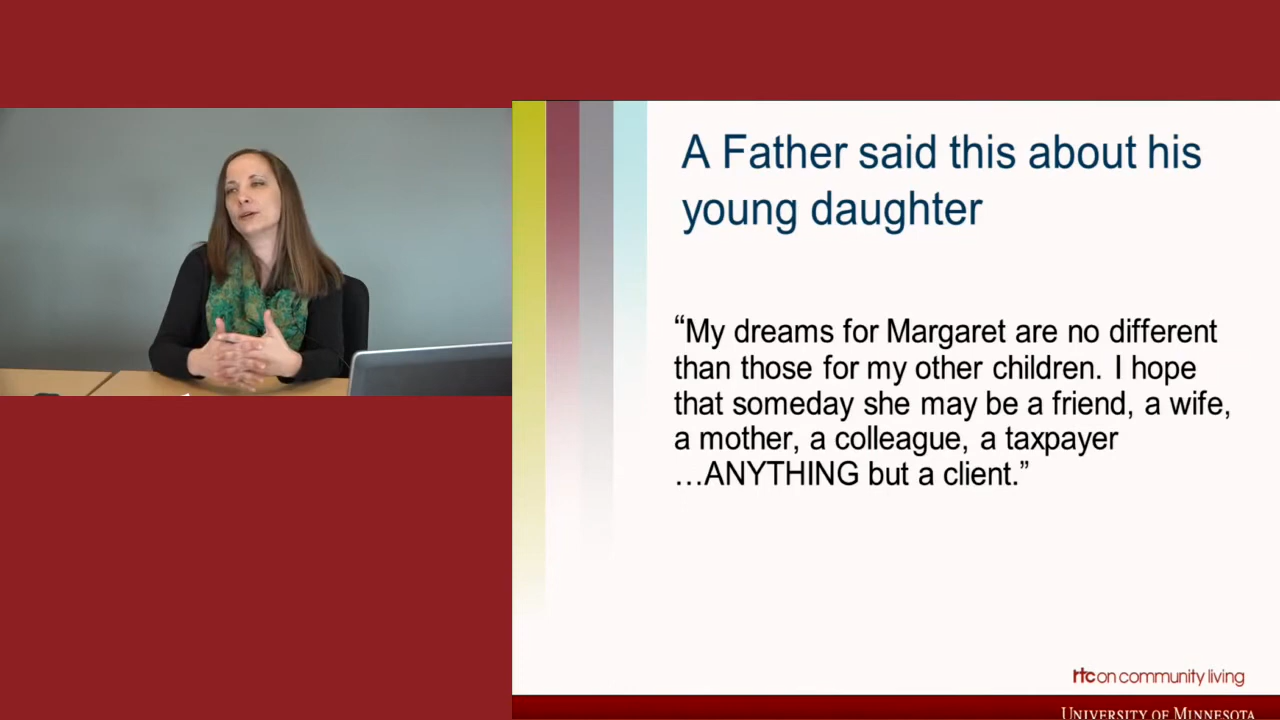 A Father said this about his
young daughter
“My dreams for Margaret are no different
than those for my other children. I hope
that someday she may be a friend, a wife,
a mother, a colleague, a taxpayer
…ANYTHING but a client.”
rtc on community living
UNIVERSITY OF MINNESOTA